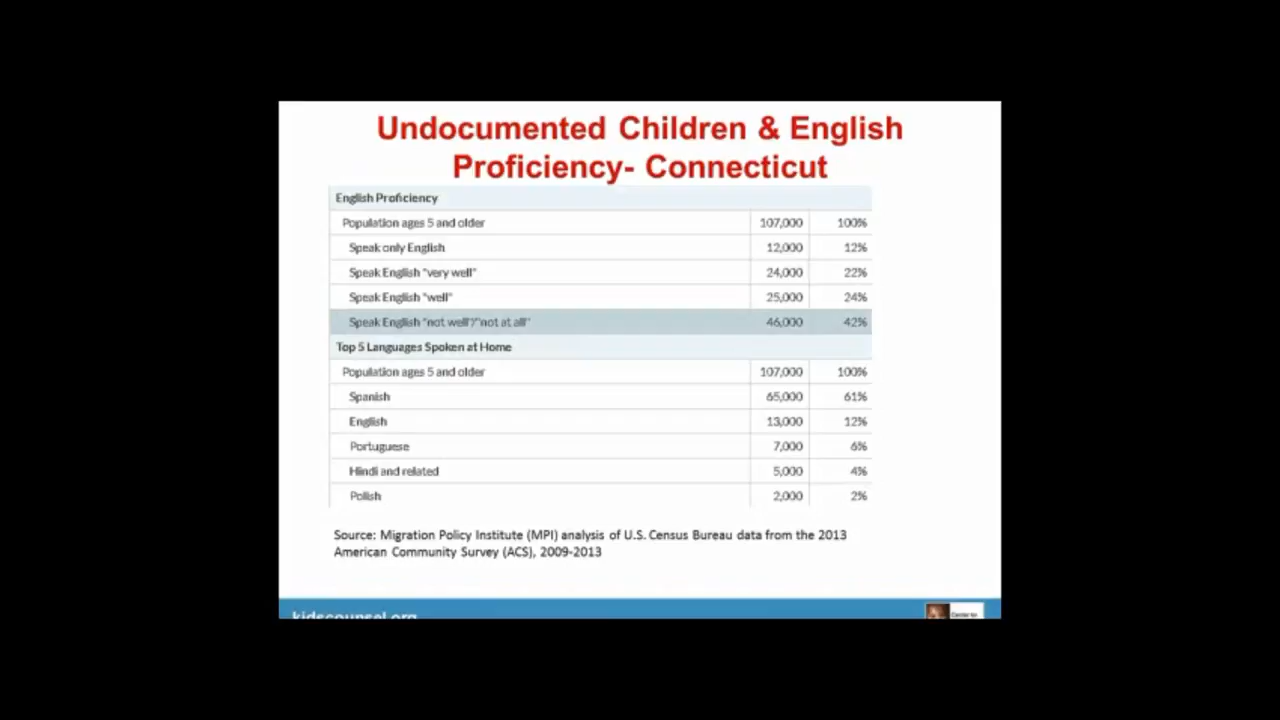 Undocumented Children & English
Proficiency- Connecticut
English Proficiency
Population ages 5 and older 107,000 100%
Speak only English 12,000 12%
Speak English "very well" 24,000 22%
Speak English "well" 25,000 24%
Speak English "not well"/"not at all" 46,000 42%
Top 5 Languages Spoken at Home
Population ages 5 and older 107,000 100%
Spanish 65,000 61%
English 13,000 12%
Portuguese 7,000 6%
Hindi and related 5,000 4%
Polish 2,000 2%
Source: Migration Policy Institute (MPI) analysis of U.S. Census Bureau data from the 2013
American Community Survey (ACS), 2009-2013
kidscounsel.org
Center for